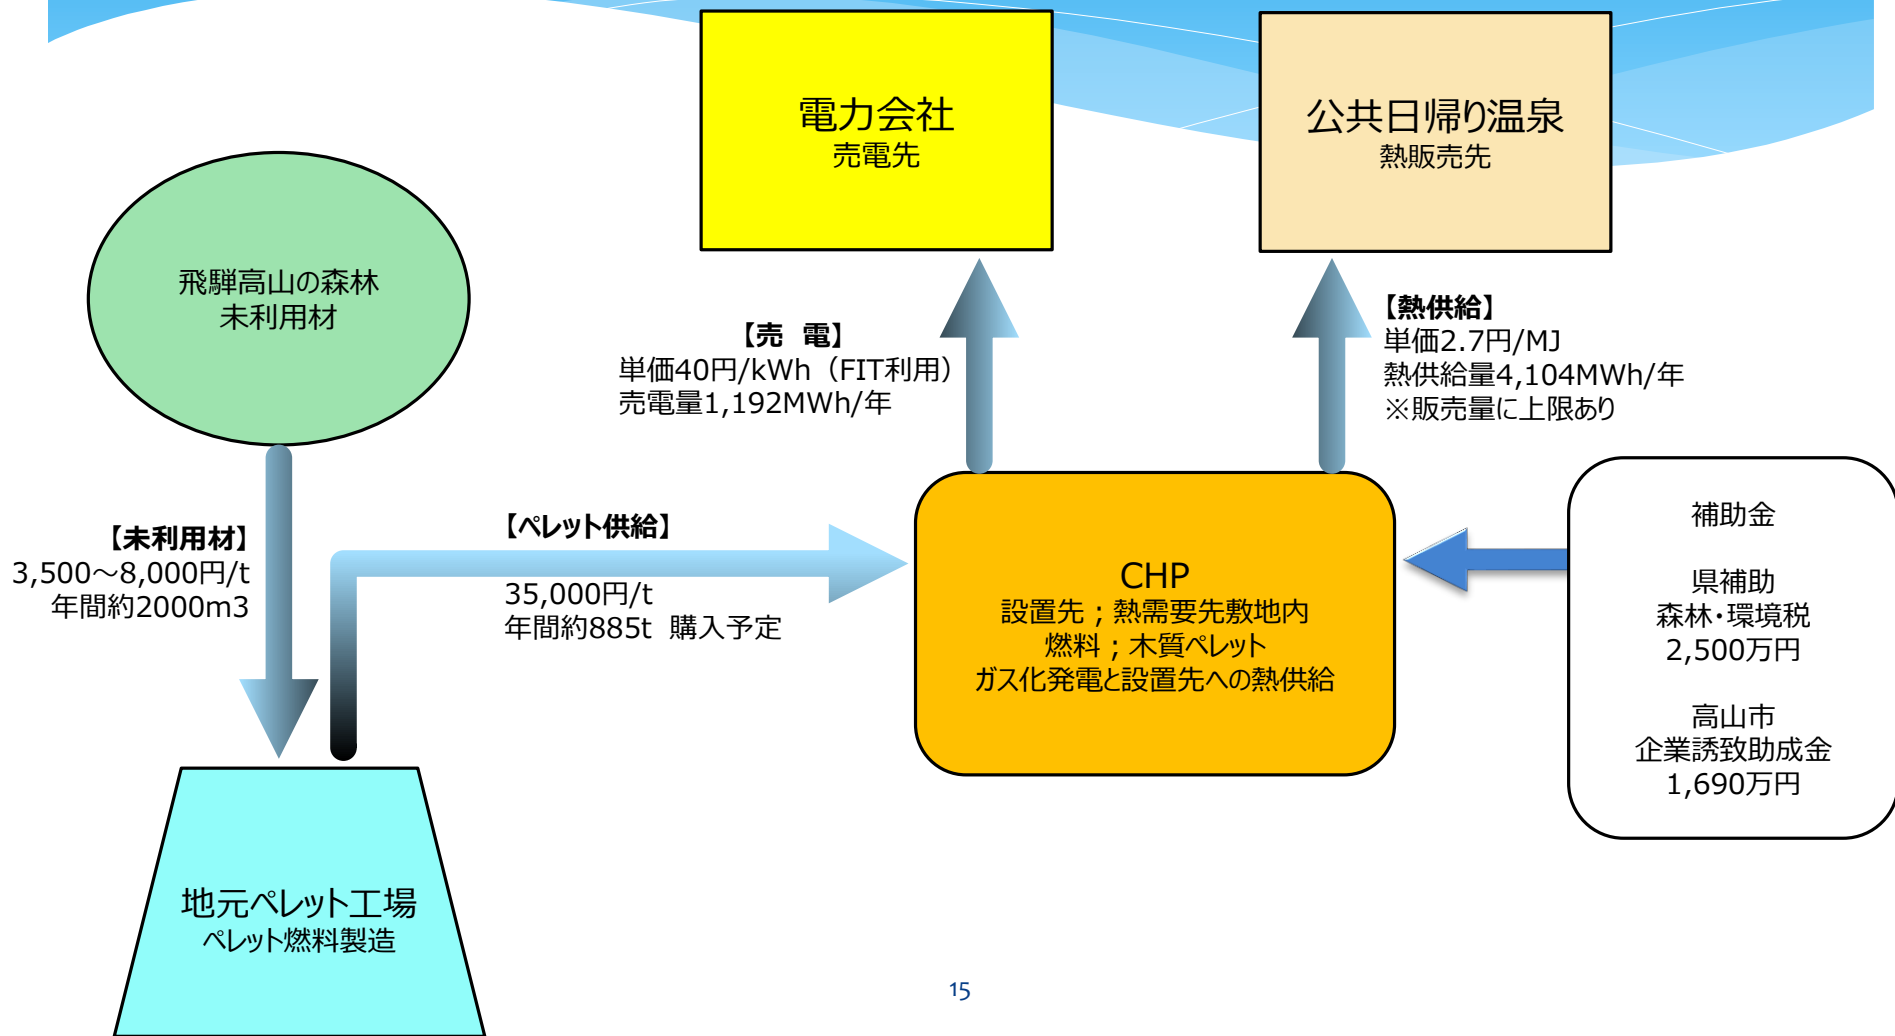 電力会社
売電先
公共日帰り温泉
熱販売先
飛騨高山の森林
未利用材
【売　電】
単価40円/kWh（FIT利用）
売電量1,192MWh/年
【熱供給】
単価2.7円/MJ
熱供給量4,104MWh/年
※販売量に上限あり
【未利用材】
3,500～8,000円/t
年間約2000m3
【ペレット供給】
35,000円/t
年間約885t 購入予定
CHP
設置先；熱需要先敷地内
燃料；木質ペレット
ガス化発電と設置先への熱供給
補助金
県補助
森林・環境税
2,500万円
高山市
企業誘致助成金
1,690万円
地元ペレット工場
ペレット燃料製造
15